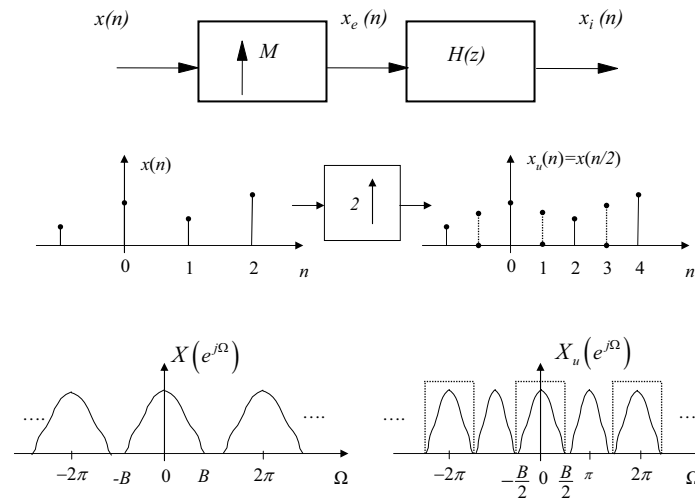 x(n) x_e (n) x_i (n)
M H(z)
x(n) x_u(n)=x(n/2)
2
0 1 2 n 0 1 2 3 4 n
X(e^{jΩ}) X_u(e^{jΩ})
.... .... .... ....
−2π -B 0 B 2π Ω −2π −B/2 0 B/2 π 2π Ω